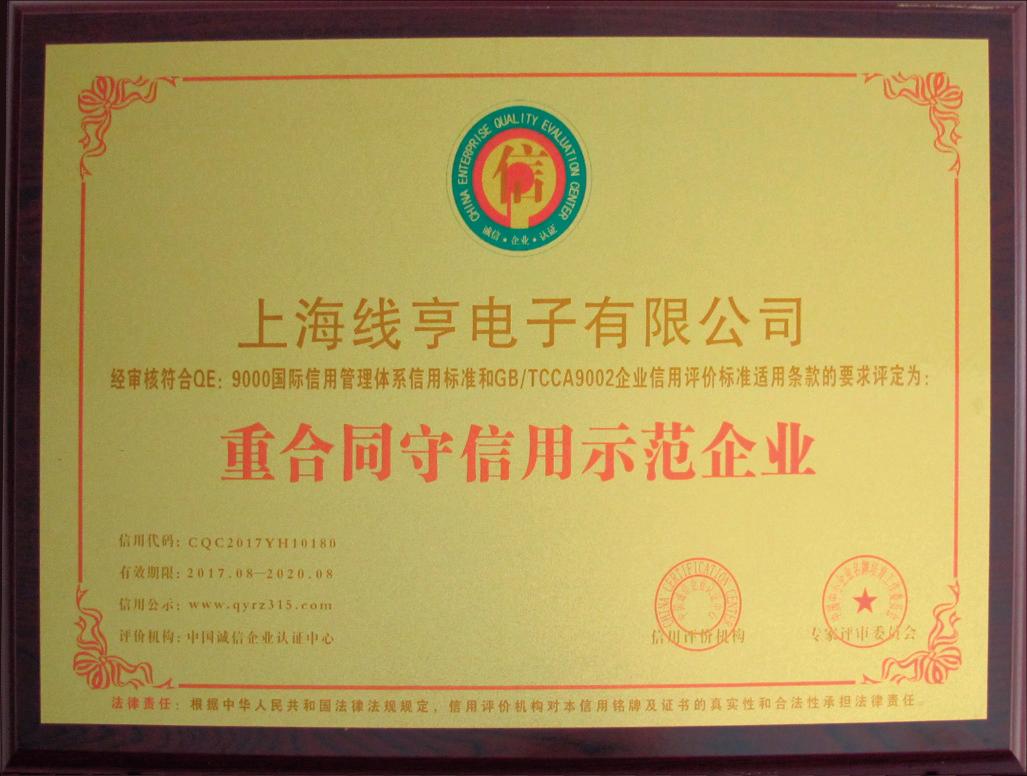 CHINA ENTERPRISE QUALITY EVALUATION CENTER
信
诚信·企业·认证
上海线亨电子有限公司
经审核符合QE：9000国际信用管理体系信用标准和GB/TCCA9002企业信用评价标准适用条款的要求评定为：
重合同守信用示范企业
信用代码：CQC2017YH10180
有效期限：2017.08—2020.08
信用公示：www.qyrz315.com
评价机构：中国诚信企业认证中心
CHINA CERTIFICATION CENTER
信用评价机构
专家评审委员会
法律责任：根据中华人民共和国法律法规规定，信用评价机构对本信用铭牌及证书的真实性和合法性承担法律责任。